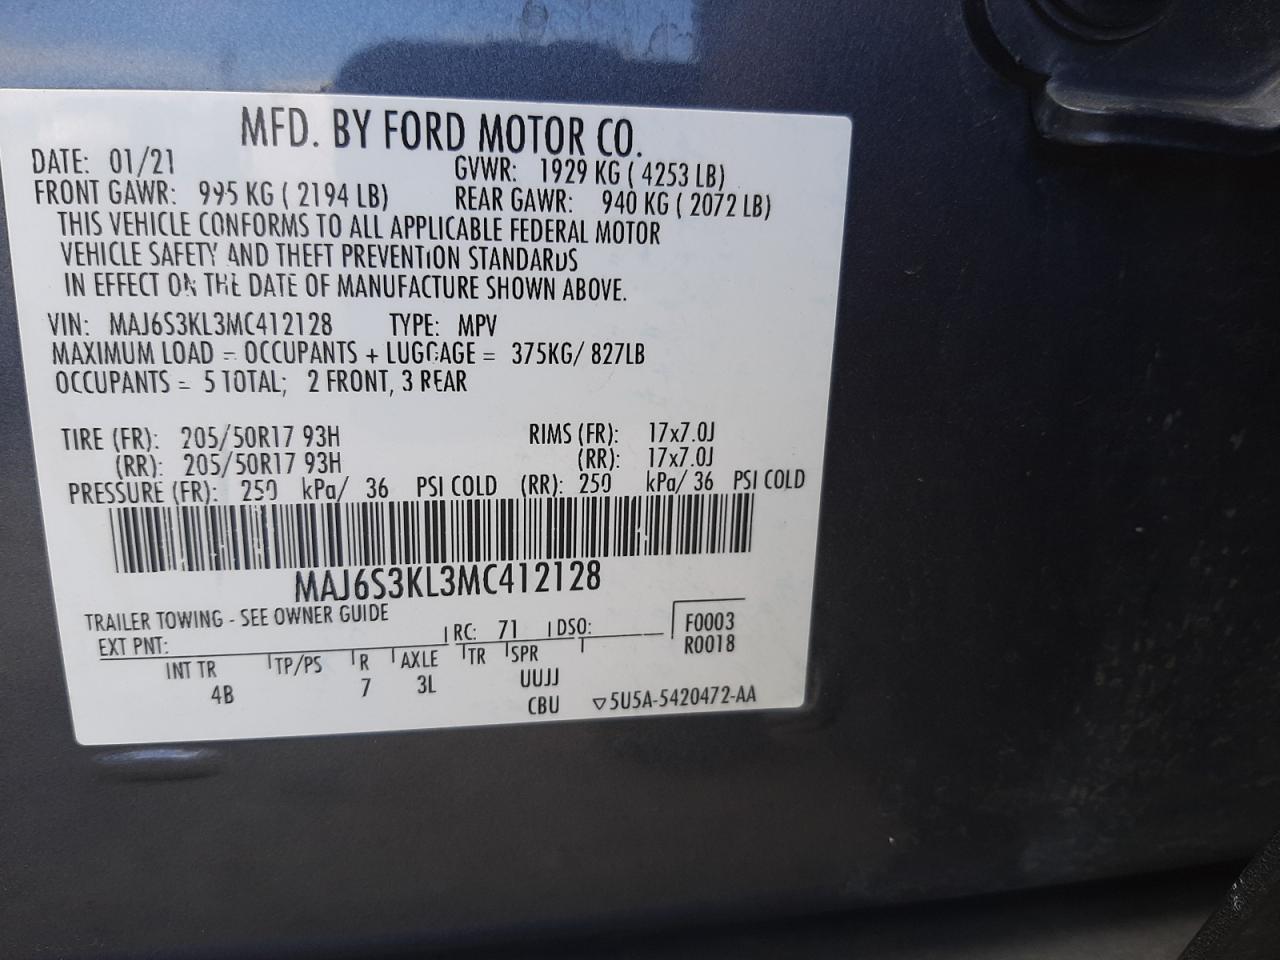 MFD. BY FORD MOTOR CO.
DATE: 01/21 GVWR: 1929 KG ( 4253 LB)
FRONT GAWR: 995 KG ( 2194 LB) REAR GAWR: 940 KG ( 2072 LB)
THIS VEHICLE CONFORMS TO ALL APPLICABLE FEDERAL MOTOR
VEHICLE SAFETY AND THEFT PREVENTION STANDARDS
IN EFFECT ON THE DATE OF MANUFACTURE SHOWN ABOVE.
VIN: MAJ6S3KL3MC412128 TYPE: MPV
MAXIMUM LOAD = OCCUPANTS + LUGGAGE = 375KG/ 827LB
OCCUPANTS = 5 TOTAL; 2 FRONT, 3 REAR
TIRE (FR): 205/50R17 93H RIMS (FR): 17x7.0J
(RR): 205/50R17 93H (RR): 17x7.0J
PRESSURE (FR): 250 kPa/ 36 PSI COLD (RR): 250 kPa/ 36 PSI COLD
MAJ6S3KL3MC412128
TRAILER TOWING - SEE OWNER GUIDE
EXT PNT: RC: 71 DSO: F0003
R0018
INT TR TP/PS R AXLE TR SPR
4B 7 3L UUJJ
CBU ▽5U5A-5420472-AA